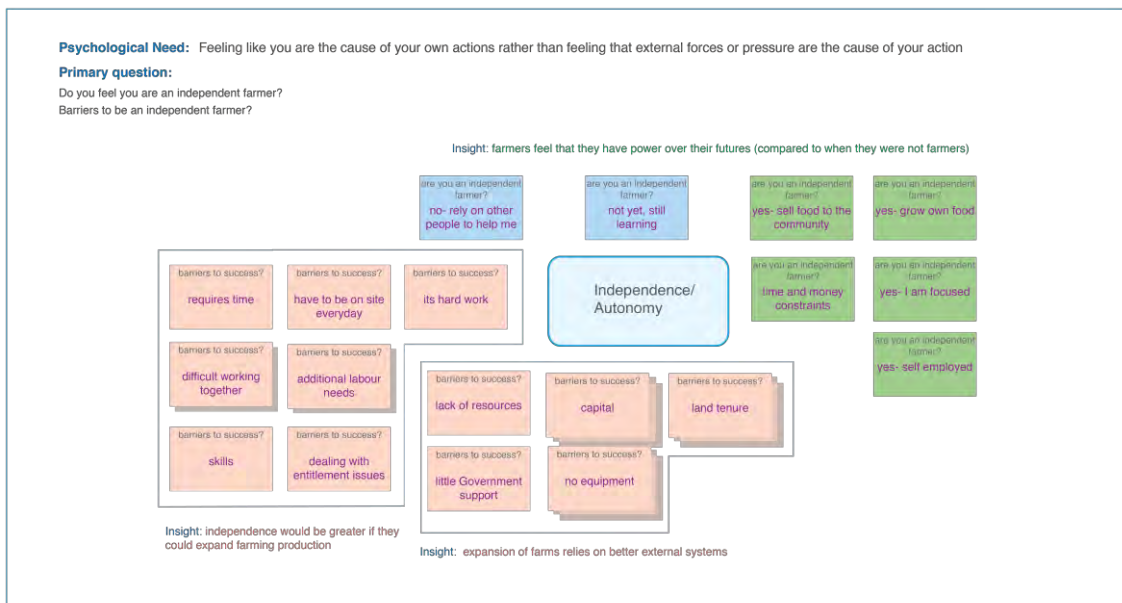 Psychological Need: Feeling like you are the cause of your own actions rather than feeling that external forces or pressure are the cause of your action
Primary question:
Do you feel you are an independent farmer?
Barriers to be an independent farmer?
Insight: farmers feel that they have power over their futures (compared to when they were not farmers)
are you an independent
farmer?
no- rely on other
people to help me
are you an independent
farmer?
not yet, still
learning
are you an independent
farmer?
yes- sell food to the
community
are you an independent
farmer?
yes- grow own food
barriers to success?
requires time
barriers to success?
have to be on site
everyday
barriers to success?
its hard work
Independence/
Autonomy
are you an independent
farmer?
time and money
constraints
are you an independent
farmer?
yes- I am focused
barriers to success?
difficult working
together
barriers to success?
additional labour
needs
are you an independent
farmer?
yes- self employed
barriers to success?
lack of resources
barriers to success?
capital
barriers to success?
land tenure
barriers to success?
skills
barriers to success?
dealing with
entitlement issues
barriers to success?
little Government
support
barriers to success?
no equipment
Insight: independence would be greater if they
could expand farming production
Insight: expansion of farms relies on better external systems